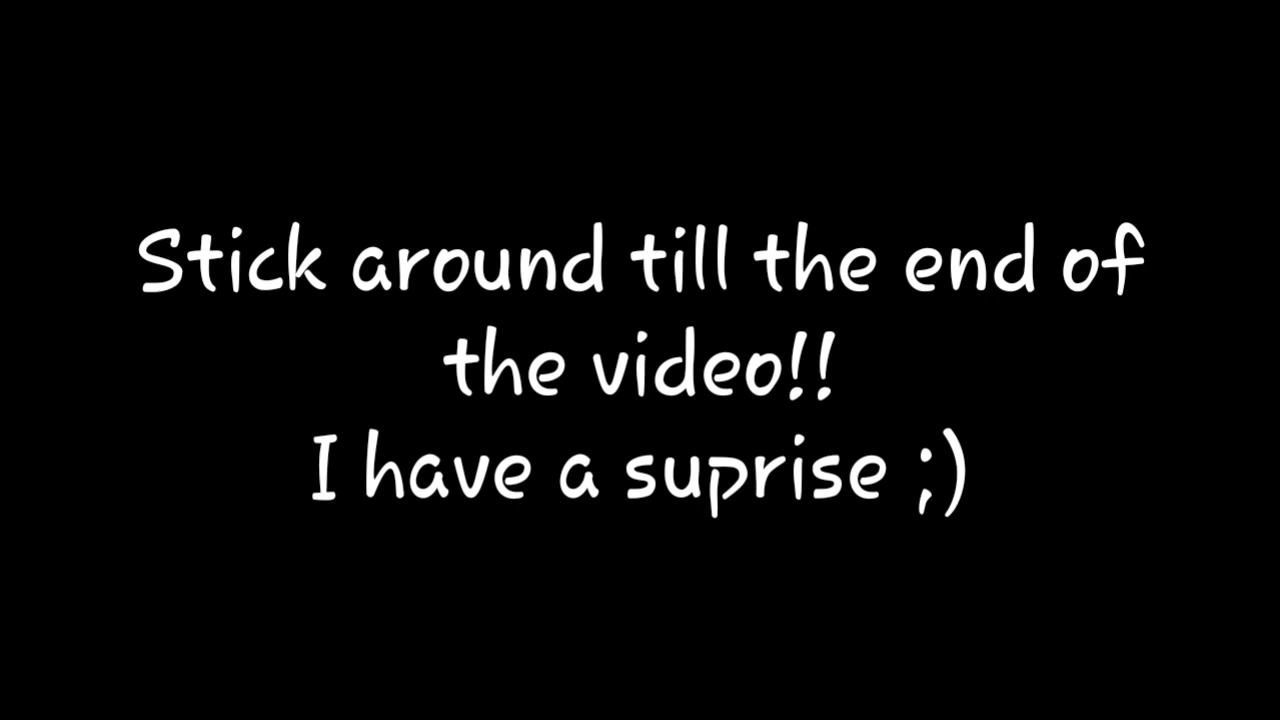 Stick around till the end of
the video!!
I have a suprise ;)